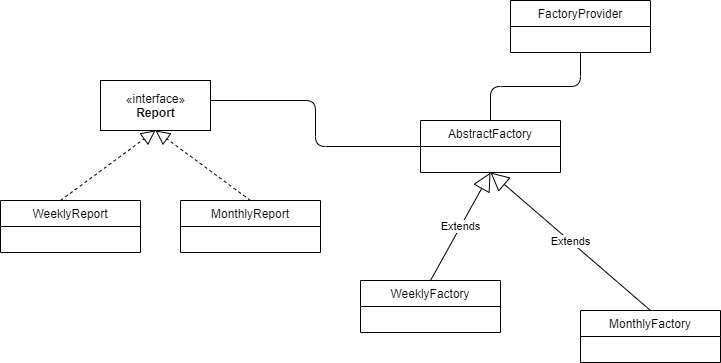 FactoryProvider
«interface»
Report
AbstractFactory
WeeklyReport
MonthlyReport
Extends
Extends
WeeklyFactory
MonthlyFactory